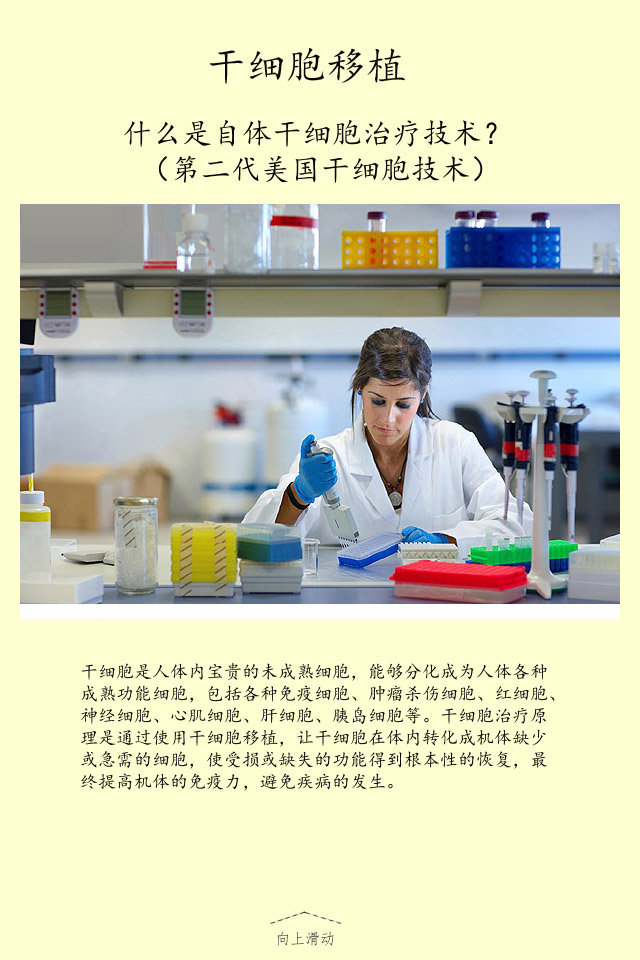 干细胞移植
什么是自体干细胞治疗技术？
（第二代美国干细胞技术）
干细胞是人体内宝贵的未成熟细胞，能够分化成为人体各种
成熟功能细胞，包括各种免疫细胞、肿瘤杀伤细胞、红细胞、
神经细胞、心肌细胞、肝细胞、胰岛细胞等。干细胞治疗原
理是通过使用干细胞移植，让干细胞在体内转化成机体缺少
或急需的细胞，使受损或缺失的功能得到根本性的恢复，最
终提高机体的免疫力，避免疾病的发生。
向上滑动